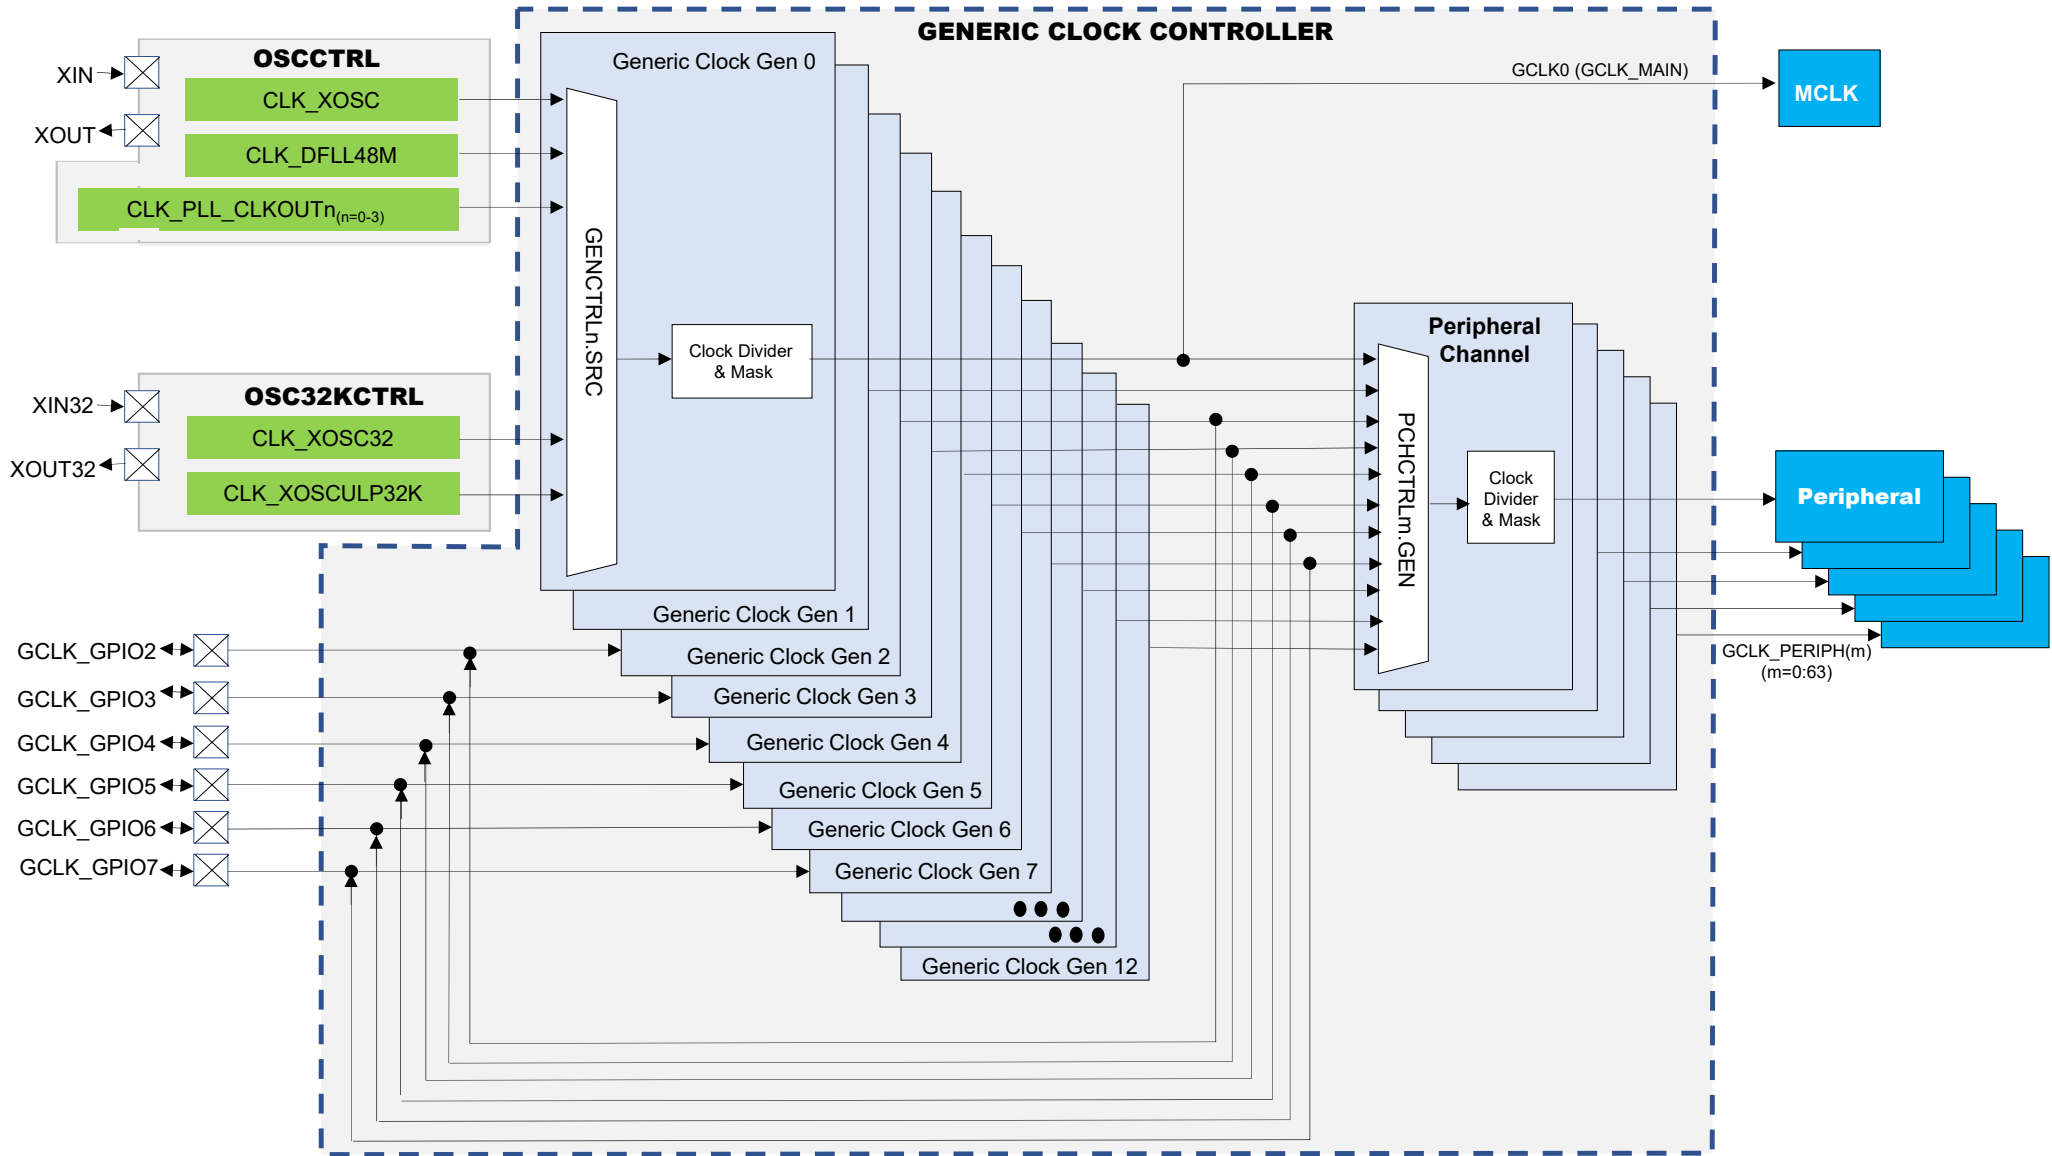 GENERIC CLOCK CONTROLLER
OSCCTRL
XIN
XOUT
CLK_XOSC
CLK_DFLL48M
CLK_PLL_CLKOUTn(n=0-3)
OSC32KCTRL
XIN32
XOUT32
CLK_XOSC32
CLK_XOSCULP32K
GCLK_GPIO2
GCLK_GPIO3
GCLK_GPIO4
GCLK_GPIO5
GCLK_GPIO6
GCLK_GPIO7
Generic Clock Gen 0
GENCTRLn.SRC
Clock Divider
& Mask
Generic Clock Gen 1
Generic Clock Gen 2
Generic Clock Gen 3
Generic Clock Gen 4
Generic Clock Gen 5
Generic Clock Gen 6
Generic Clock Gen 7
Generic Clock Gen 12
GCLK0 (GCLK_MAIN)
MCLK
Peripheral
Channel
PCHCTRLm.GEN
Clock
Divider
& Mask
Peripheral
GCLK_PERIPH(m)
(m=0:63)